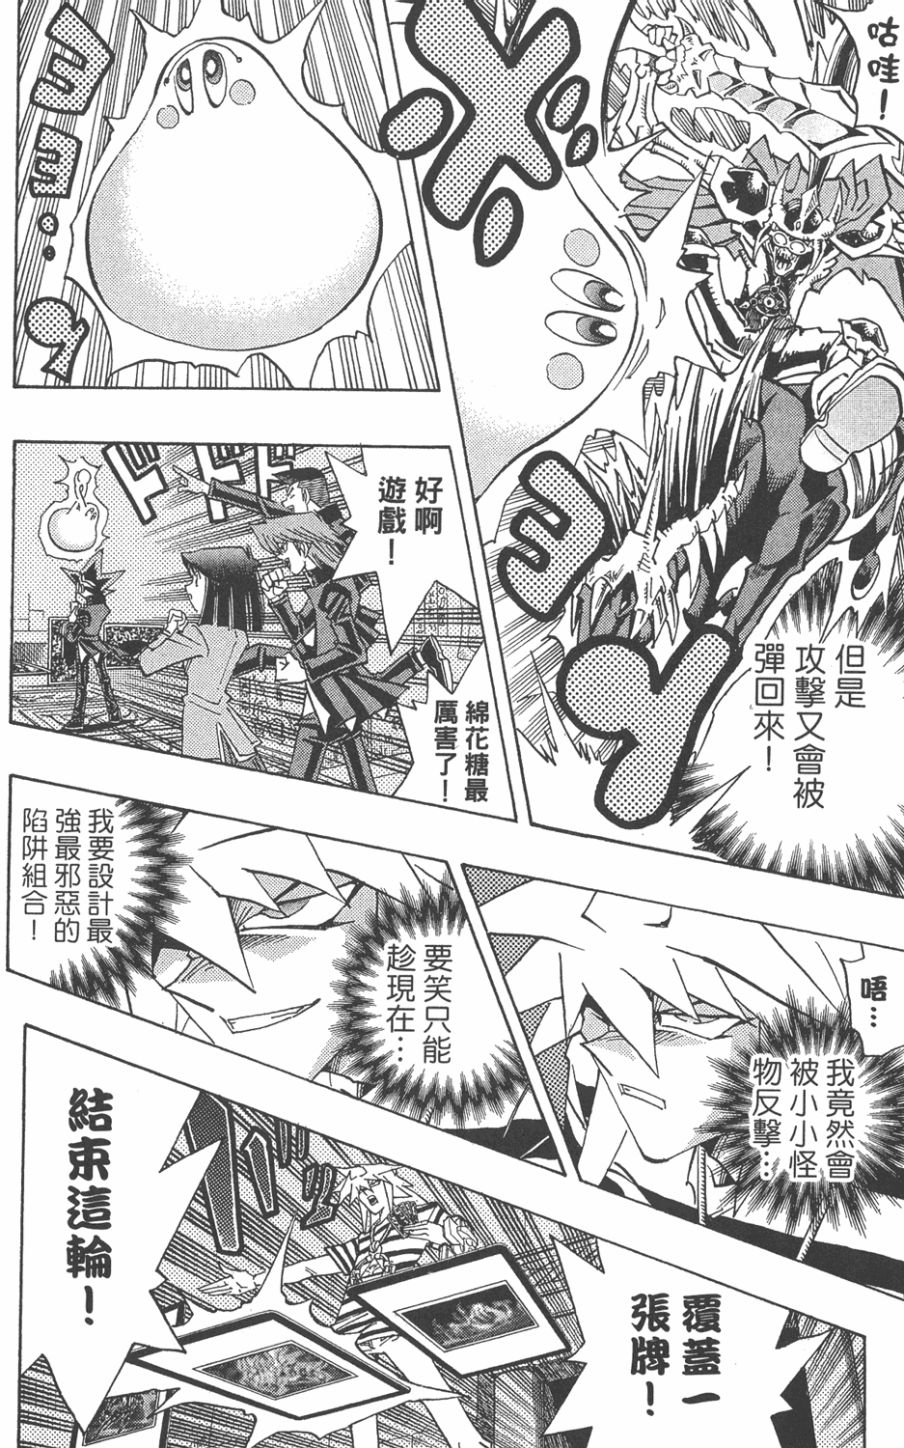 咕哇！
但是
攻擊又會被
彈回來！
好啊
遊戲！
綿花糖最
厲害了！
唔…
我竟然會
被小小怪
物反擊…
要笑只能
趁現在…
我要設計最
強最邪惡的
陷阱組合！
覆蓋一
張牌！
結束這輪！